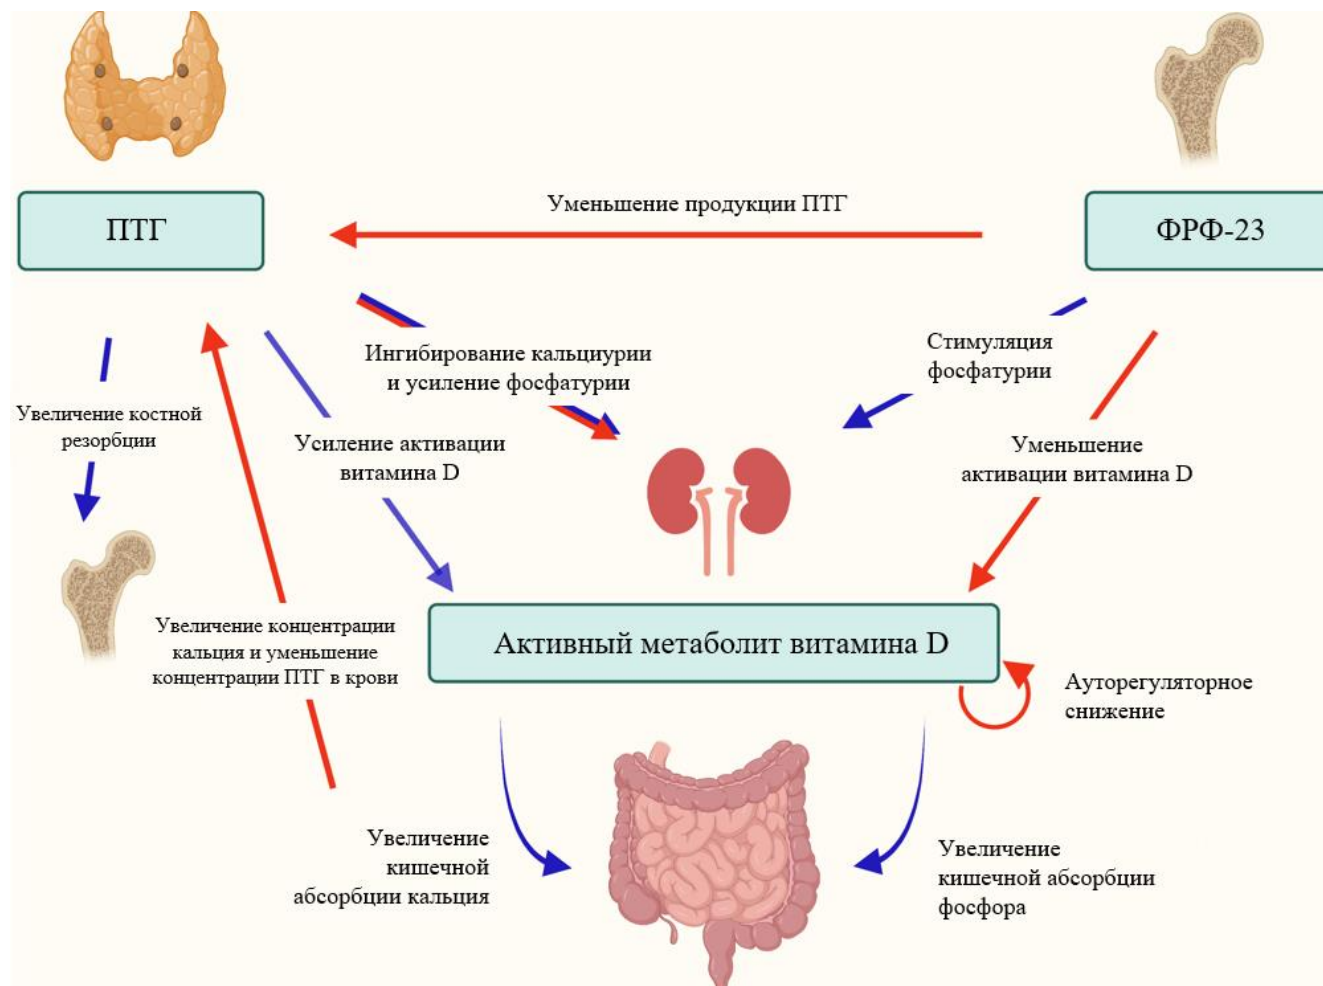 Уменьшение продукции ПТГ
ПТГ
ФРФ-23
Ингибирование кальциурии
и усиление фосфатурии
Стимуляция
фосфатурии
Увеличение костной
резорбции
Усиление активации
витамина D
Уменьшение
активации витамина D
Увеличение концентрации
кальция и уменьшение
концентрации ПТГ в крови
Активный метаболит витамина D
Ауторегуляторное
снижение
Увеличение
кишечной
абсорбции кальция
Увеличение
кишечной абсорбции
фосфора